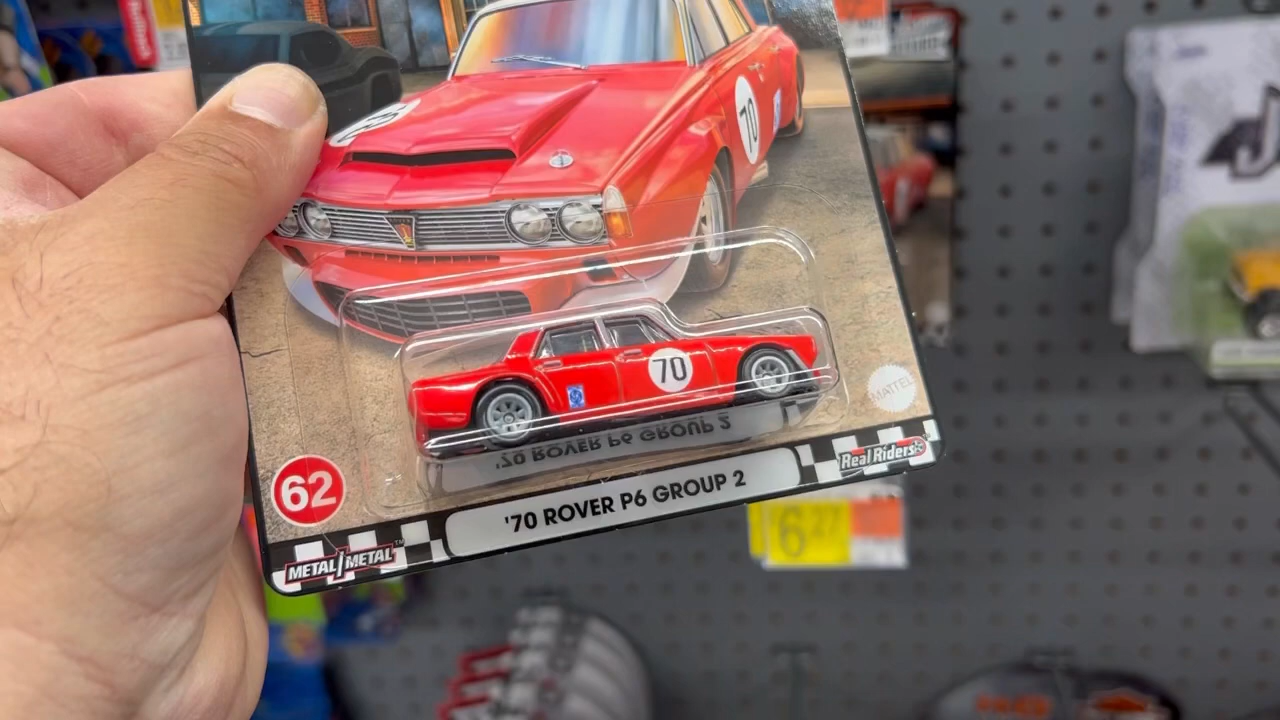 70
70
MATTEL
'70 ROVER P6 GROUP 2
62
'70 ROVER P6 GROUP 2
Real Riders
METAL/METAL™
6 27